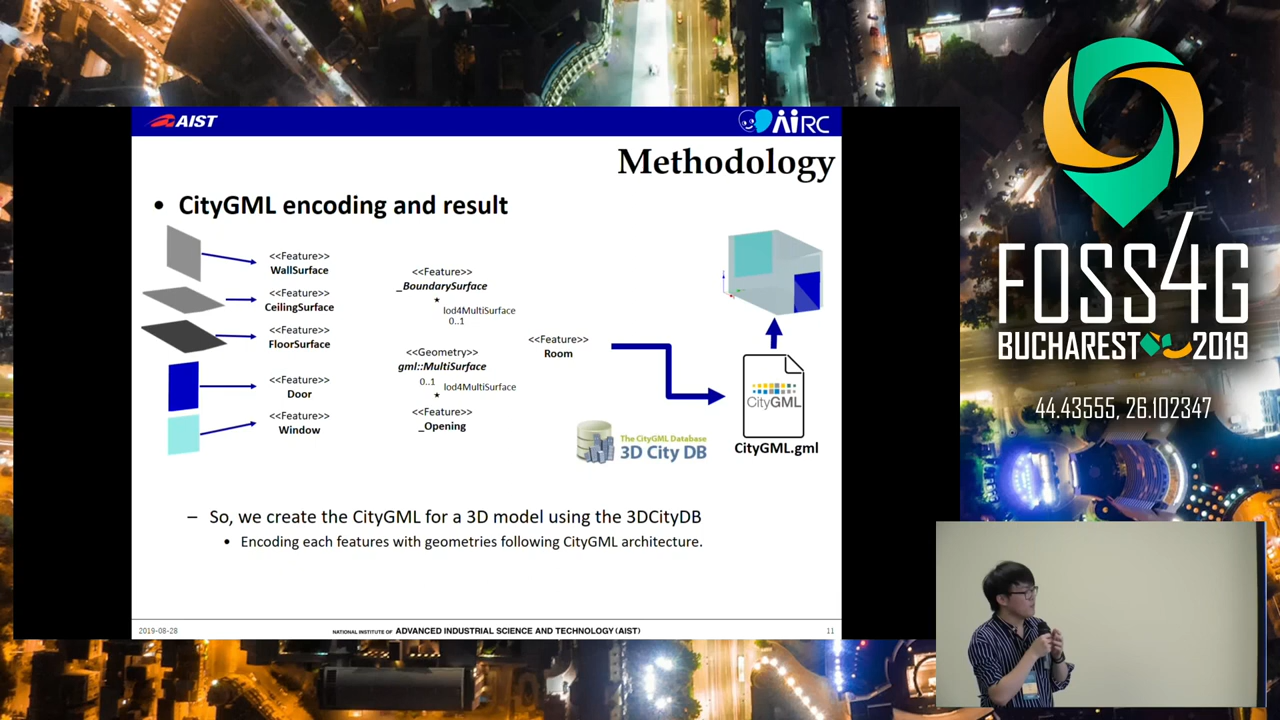 AIST
AIRC
Methodology
• CityGML encoding and result
<<Feature>>
WallSurface
<<Feature>>
CeilingSurface
<<Feature>>
FloorSurface
<<Feature>>
Door
<<Feature>>
Window
<<Feature>>
_BoundarySurface
*
lod4MultiSurface
0..1
<<Geometry>>
gml::MultiSurface
0..1
lod4MultiSurface
*
<<Feature>>
_Opening
<<Feature>>
Room
The CityGML Database
3D City DB
CityGML
CityGML.gml
– So, we create the CityGML for a 3D model using the 3DCityDB
• Encoding each features with geometries following CityGML architecture.
2019-08-28
NATIONAL INSTITUTE OF ADVANCED INDUSTRIAL SCIENCE AND TECHNOLOGY (AIST)
11
FOSS4G
BUCHAREST 2019
44.43555, 26.102347